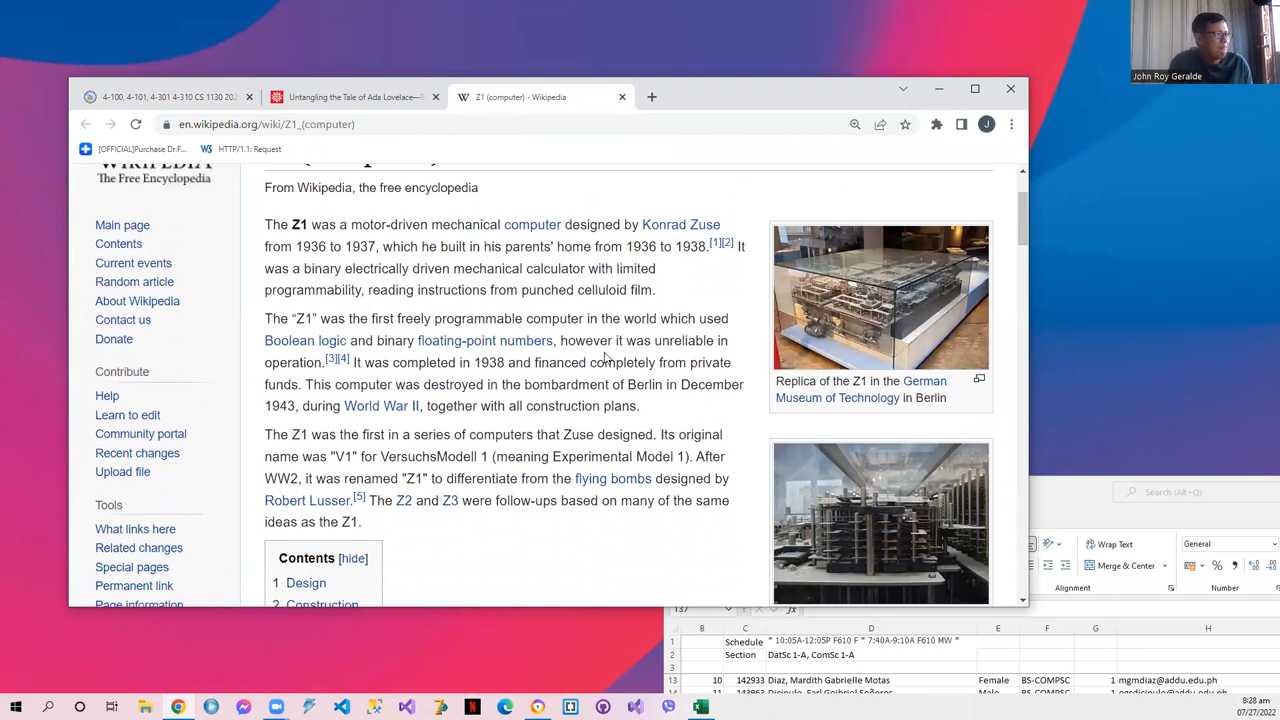 John Roy Geralde
4-100, 4-101, 4-301 4-310 CS 1130 202
Untangling the Tale of Ada Lovelace—S
Z1 (computer) - Wikipedia
en.wikipedia.org/wiki/Z1_(computer)
[OFFICIAL]Purchase Dr.F...
HTTP/1.1: Request
WIKIPEDIA
The Free Encyclopedia
Main page
Contents
Current events
Random article
About Wikipedia
Contact us
Donate
Contribute
Help
Learn to edit
Community portal
Recent changes
Upload file
Tools
What links here
Related changes
Special pages
Permanent link
Page information
From Wikipedia, the free encyclopedia
The Z1 was a motor-driven mechanical computer designed by Konrad Zuse
from 1936 to 1937, which he built in his parents' home from 1936 to 1938.[1][2] It
was a binary electrically driven mechanical calculator with limited
programmability, reading instructions from punched celluloid film.
The “Z1” was the first freely programmable computer in the world which used
Boolean logic and binary floating-point numbers, however it was unreliable in
operation.[3][4] It was completed in 1938 and financed completely from private
funds. This computer was destroyed in the bombardment of Berlin in December
1943, during World War II, together with all construction plans.
The Z1 was the first in a series of computers that Zuse designed. Its original
name was "V1" for VersuchsModell 1 (meaning Experimental Model 1). After
WW2, it was renamed "Z1" to differentiate from the flying bombs designed by
Robert Lusser.[5] The Z2 and Z3 were follow-ups based on many of the same
ideas as the Z1.
Contents [hide]
1 Design
2 Construction
Replica of the Z1 in the German
Museum of Technology in Berlin
Search (Alt+Q)
Wrap Text
General
Merge & Center
Alignment
Number
B C D E F G H
1 Schedule " 10:05A-12:05P F610 F " 7:40A-9:10A F610 MW "
2 Section DatSc 1-A, ComSc 1-A
3
13 10 142933 Diaz, Mardith Gabrielle Motas Female BS-COMPSC 1 mgmdiaz@addu.edu.ph
8:28 am
07/27/2022